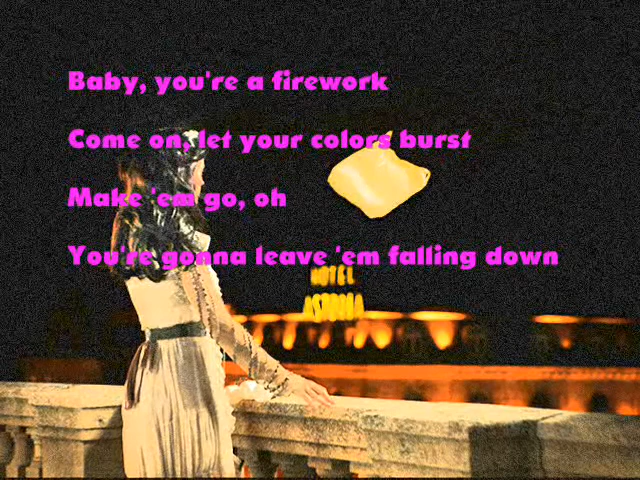 Baby, you're a firework
Come on, let your colors burst
Make 'em go, oh
You're gonna leave 'em falling down
HOTEL
ASTORIA